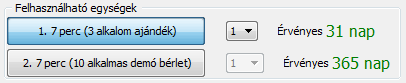 Felhasználható egységek
1. 7 perc (3 alkalom ajándék) 1 Érvényes 31 nap
2. 7 perc (10 alkalmas demó bérlet) 1 Érvényes 365 nap